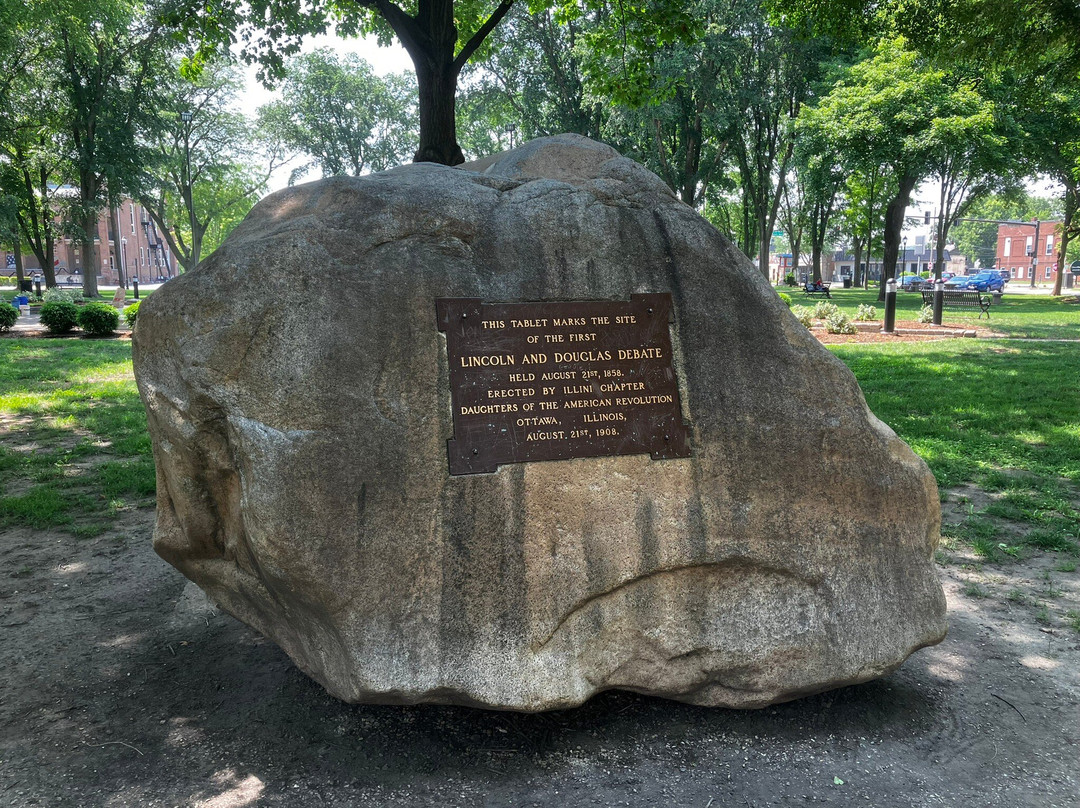 THIS TABLET MARKS THE SITE
OF THE FIRST
LINCOLN AND DOUGLAS DEBATE
HELD AUGUST 21ST, 1858.
ERECTED BY ILLINI CHAPTER
DAUGHTERS OF THE AMERICAN REVOLUTION
OTTAWA, ILLINOIS,
AUGUST, 21ST, 1908.